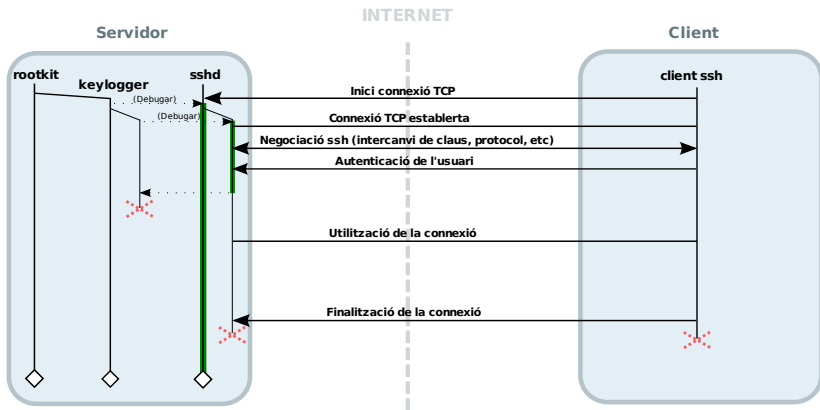 INTERNET
Servidor
Client
rootkit
keylogger
sshd
client ssh
Inici connexió TCP
(Debugar)
Connexió TCP establerta
(Debugar)
Negociació ssh (intercanvi de claus, protocol, etc)
Autenticació de l'usuari
Utilització de la connexió
Finalització de la connexió